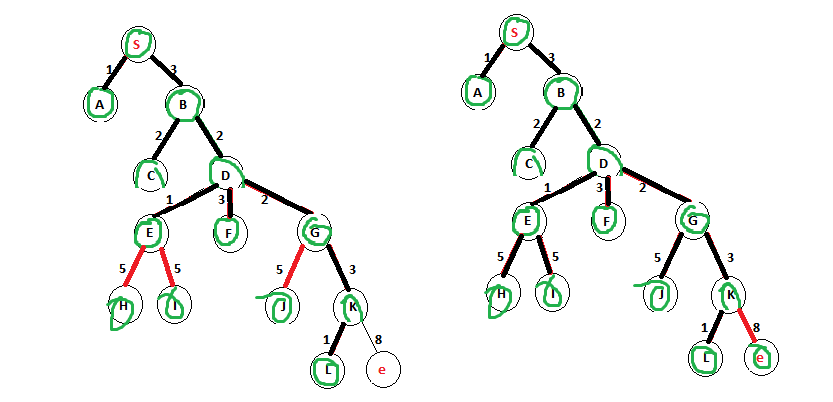 S
1 3
A B
2 2
C D
1 3 2
E F G
5 5 5 3
H I J K
1 8
L e
S
1 3
A B
2 2
C D
1 3 2
E F G
5 5 5 3
H I J K
1 8
L e